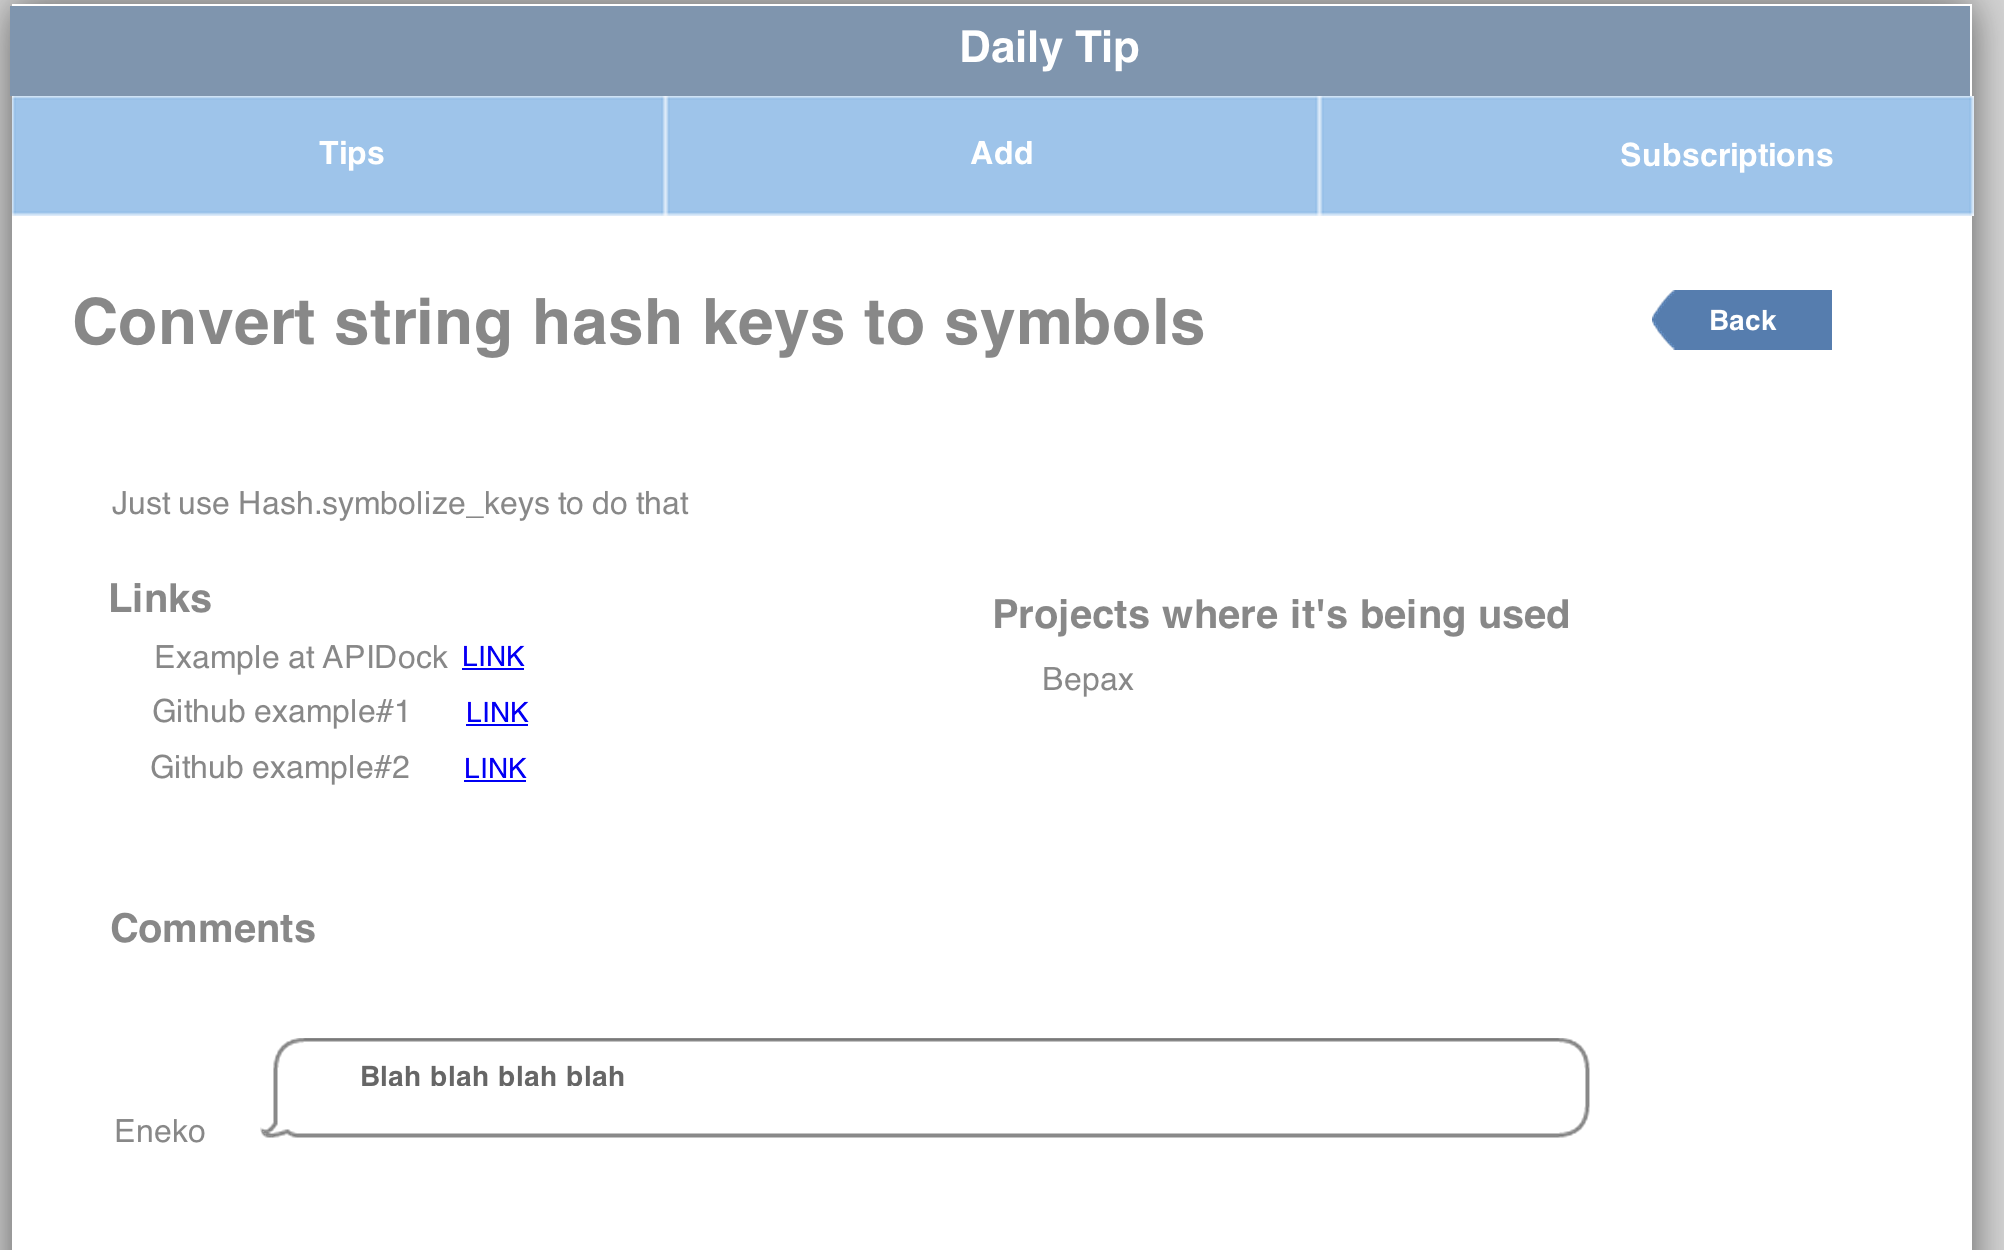 Daily Tip
Tips
Add
Subscriptions
Convert string hash keys to symbols
Back
Just use Hash.symbolize_keys to do that
Links
Example at APIDock LINK
Github example#1 LINK
Github example#2 LINK
Projects where it's being used
Bepax
Comments
Blah blah blah blah
Eneko